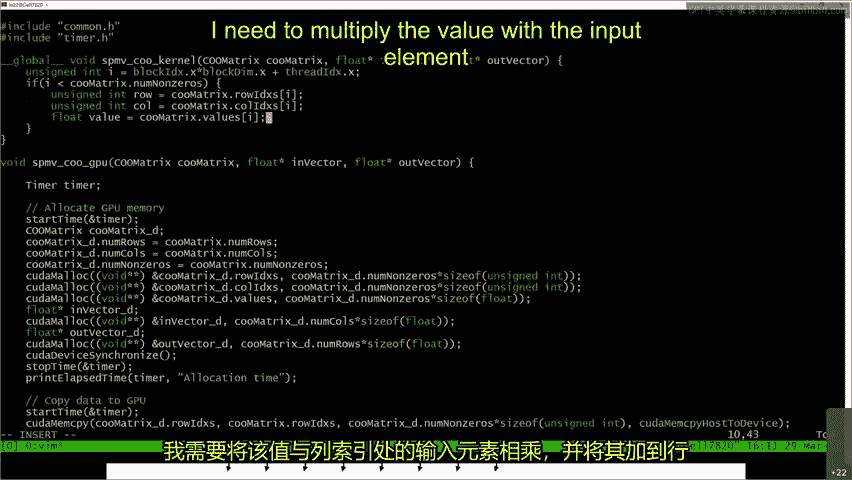 I need to multiply the value with the input
element
#include "common.h"
#include "timer.h"
__global__ void spmv_coo_kernel(COOMatrix cooMatrix, float* outVector) {
unsigned int i = blockIdx.x*blockDim.x + threadIdx.x;
if(i < cooMatrix.numNonzeros) {
unsigned int row = cooMatrix.rowIdxs[i];
unsigned int col = cooMatrix.colIdxs[i];
float value = cooMatrix.values[i];
}
}
void spmv_coo_gpu(COOMatrix cooMatrix, float* inVector, float* outVector) {
Timer timer;
// Allocate GPU memory
startTime(&timer);
COOMatrix cooMatrix_d;
cooMatrix_d.numRows = cooMatrix.numRows;
cooMatrix_d.numCols = cooMatrix.numCols;
cooMatrix_d.numNonzeros = cooMatrix.numNonzeros;
cudaMalloc((void**) &cooMatrix_d.rowIdxs, cooMatrix_d.numNonzeros*sizeof(unsigned int));
cudaMalloc((void**) &cooMatrix_d.colIdxs, cooMatrix_d.numNonzeros*sizeof(unsigned int));
cudaMalloc((void**) &cooMatrix_d.values, cooMatrix_d.numNonzeros*sizeof(float));
float* inVector_d;
cudaMalloc((void**) &inVector_d, cooMatrix_d.numCols*sizeof(float));
float* outVector_d;
cudaMalloc((void**) &outVector_d, cooMatrix_d.numRows*sizeof(float));
cudaDeviceSynchronize();
stopTime(&timer);
printElapsedTime(timer, "Allocation time");
// Copy data to GPU
startTime(&timer);
cudaMemcpy(cooMatrix_d.rowIdxs, cooMatrix.rowIdxs, cooMatrix_d.numNonzeros*sizeof(unsigned int), cudaMemcpyHostToDevice);
-- INSERT -- 10,43
[0] 0:vim*
我需要将该值与列索引处的输入元素相乘，并将其加到行
+22